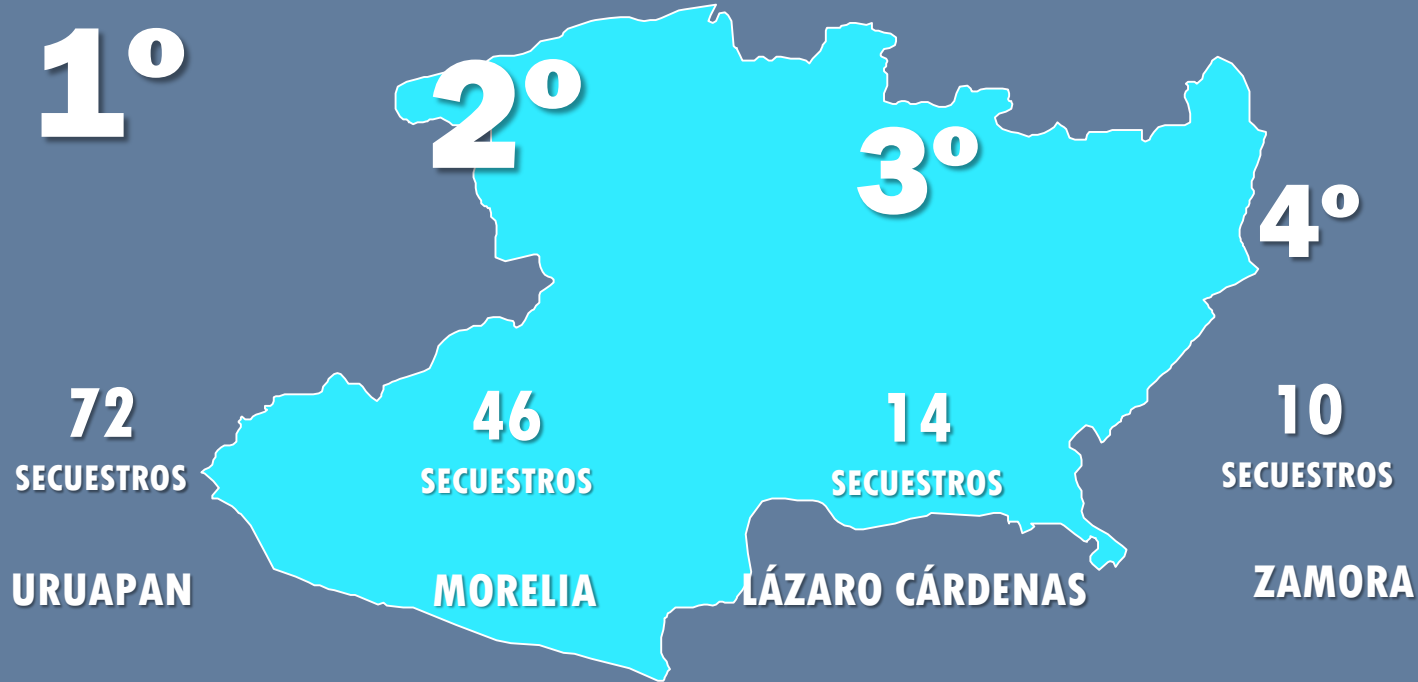 1º
72
SECUESTROS
URUAPAN
2º
46
SECUESTROS
MORELIA
3º
14
SECUESTROS
LÁZARO CÁRDENAS
4º
10
SECUESTROS
ZAMORA